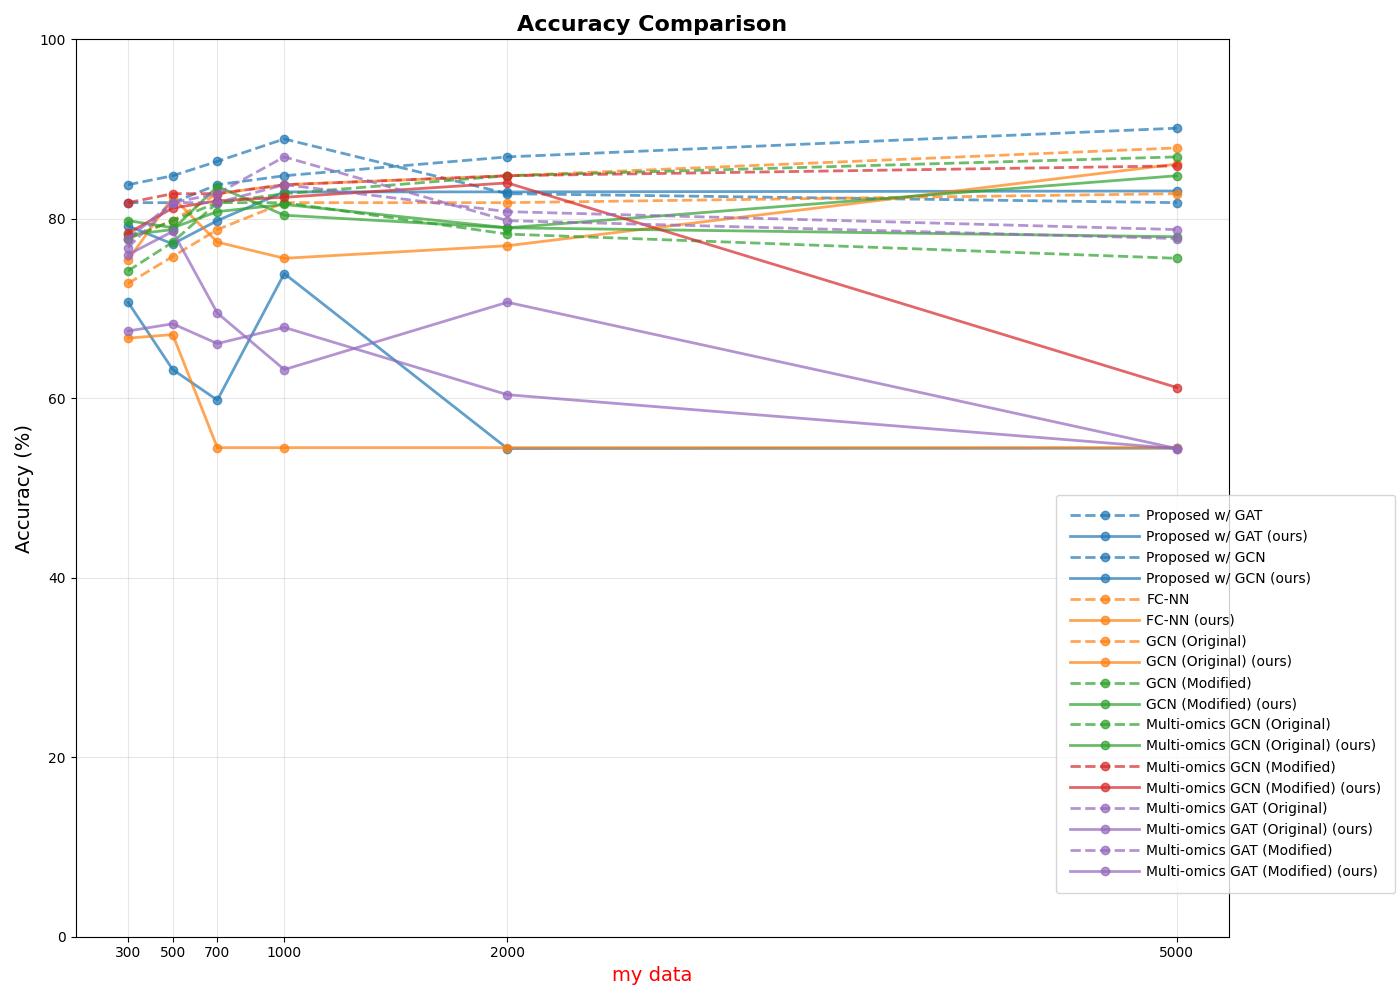 Accuracy Comparison
100
80
60
40
20
0
Accuracy (%)
300 500 700 1000 2000 5000
my data
Proposed w/ GAT
Proposed w/ GAT (ours)
Proposed w/ GCN
Proposed w/ GCN (ours)
FC-NN
FC-NN (ours)
GCN (Original)
GCN (Original) (ours)
GCN (Modified)
GCN (Modified) (ours)
Multi-omics GCN (Original)
Multi-omics GCN (Original) (ours)
Multi-omics GCN (Modified)
Multi-omics GCN (Modified) (ours)
Multi-omics GAT (Original)
Multi-omics GAT (Original) (ours)
Multi-omics GAT (Modified)
Multi-omics GAT (Modified) (ours)